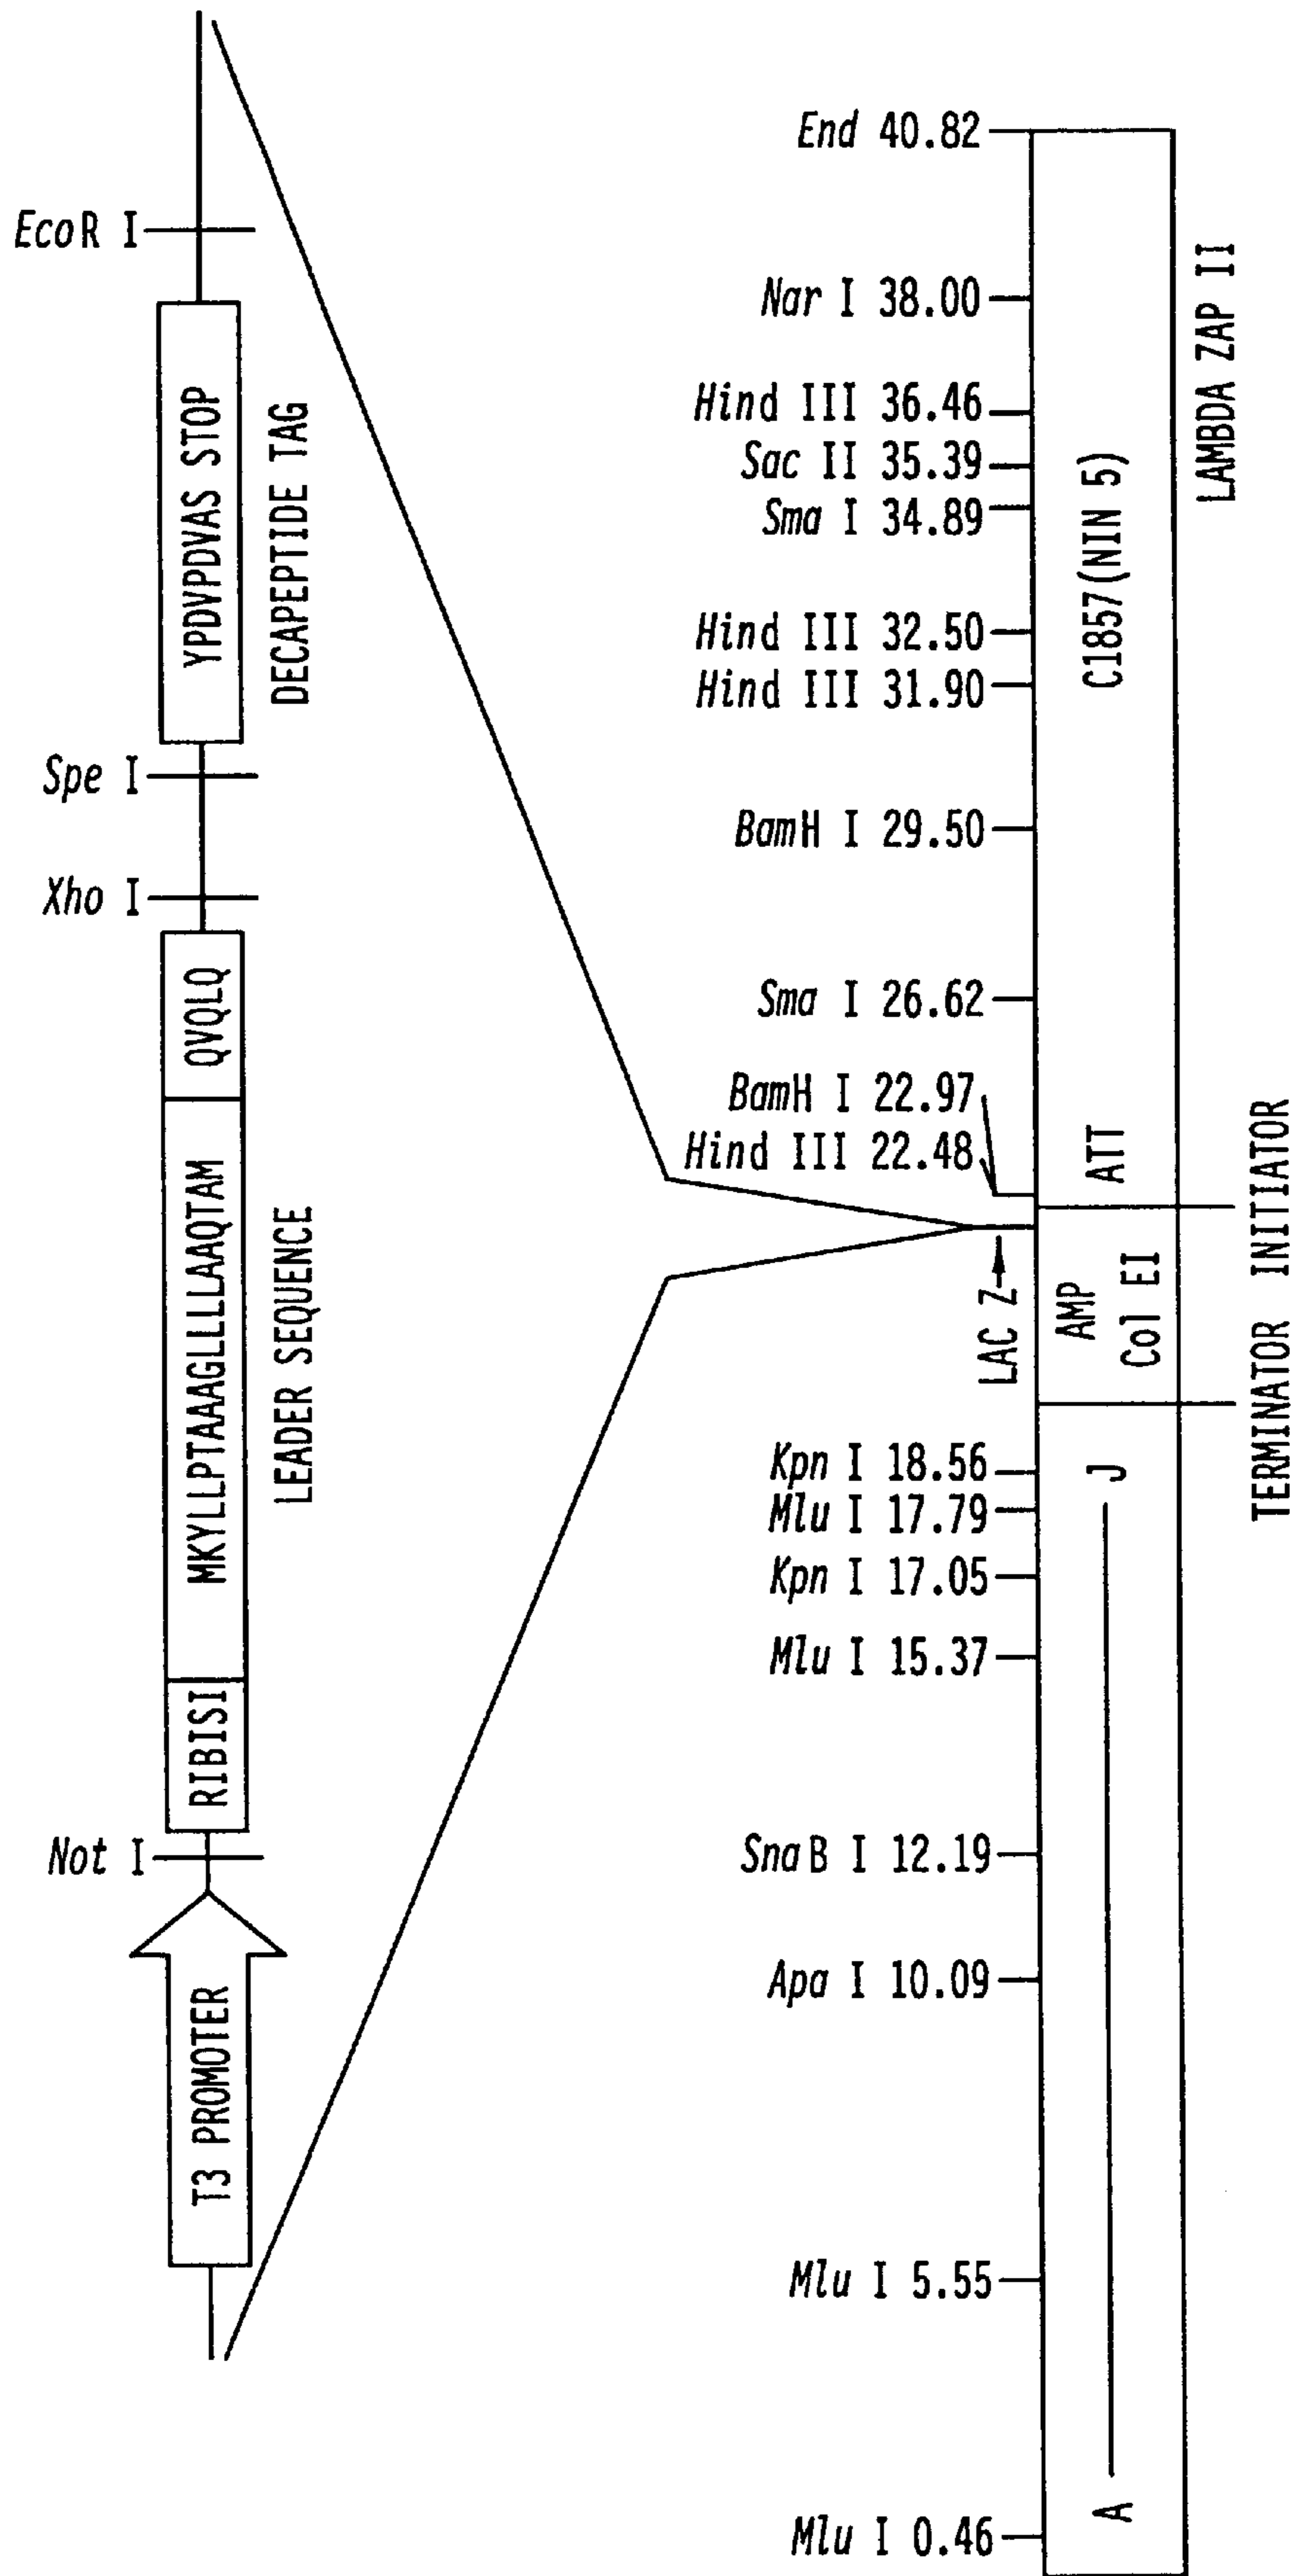 EcoR I
YPDVPDVAS STOP
DECAPEPTIDE TAG
Spe I
Xho I
QVQLQ
MKYLLPTAAAGLLLLAAQTAM
LEADER SEQUENCE
RIBISI
Not I
T3 PROMOTER
End 40.82
Nar I 38.00
Hind III 36.46
Sac II 35.39
Sma I 34.89
Hind III 32.50
Hind III 31.90
BamH I 29.50
Sma I 26.62
BamH I 22.97
Hind III 22.48
LAC Z
Kpn I 18.56
Mlu I 17.79
Kpn I 17.05
Mlu I 15.37
SnaB I 12.19
Apa I 10.09
Mlu I 5.55
Mlu I 0.46
C1857(NIN 5)
ATT
AMP
Col EI
J
A
LAMBDA ZAP II
INITIATOR
TERMINATOR